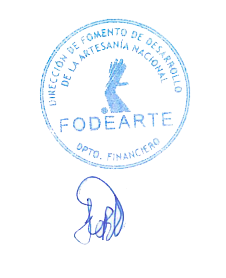 DIRECCIÓN DE FOMENTO DE DESARROLLO
DE LA ARTESANÍA NACIONAL
®
FODEARTE
DPTO. FINANCIERO